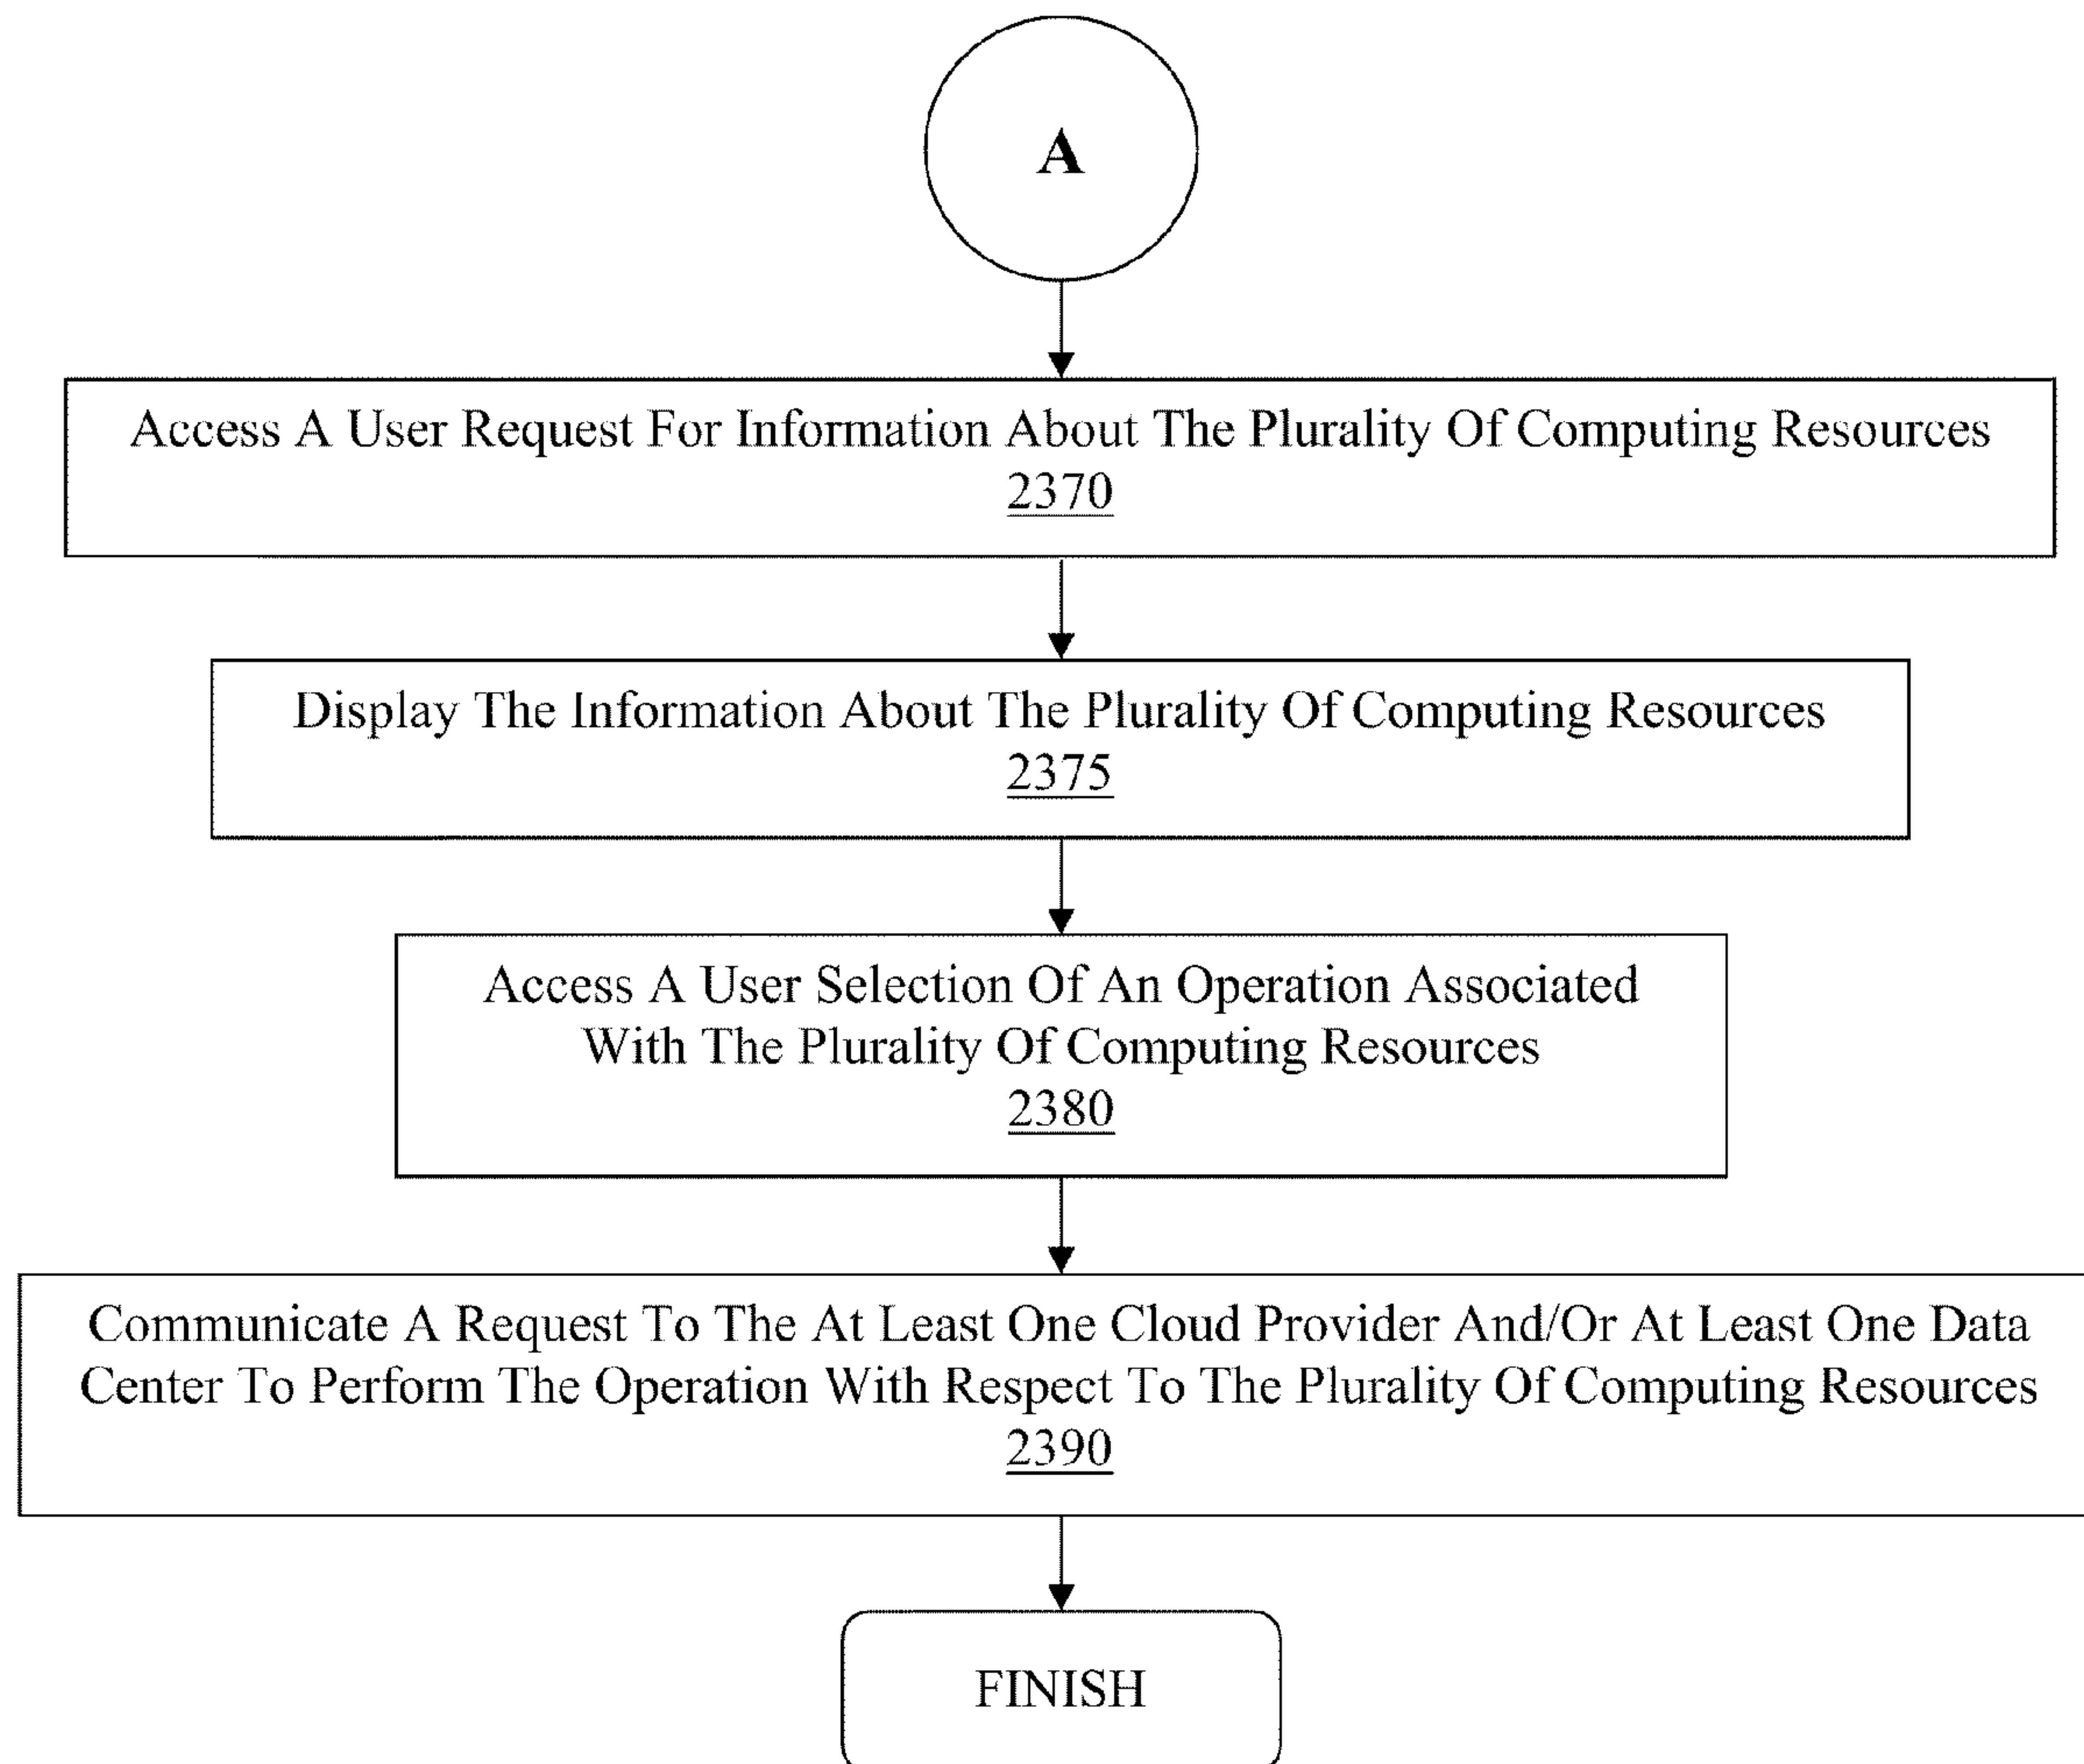 A
Access A User Request For Information About The Plurality Of Computing Resources
2370
Display The Information About The Plurality Of Computing Resources
2375
Access A User Selection Of An Operation Associated
With The Plurality Of Computing Resources
2380
Communicate A Request To The At Least One Cloud Provider And/Or At Least One Data
Center To Perform The Operation With Respect To The Plurality Of Computing Resources
2390
FINISH